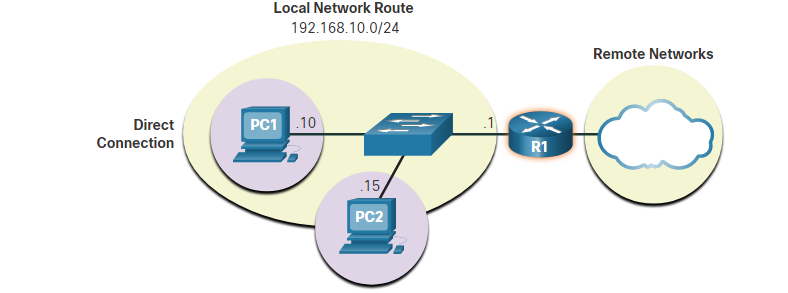 Local Network Route
192.168.10.0/24
Remote Networks
Direct
Connection
PC1
.10
.1
R1
.15
PC2